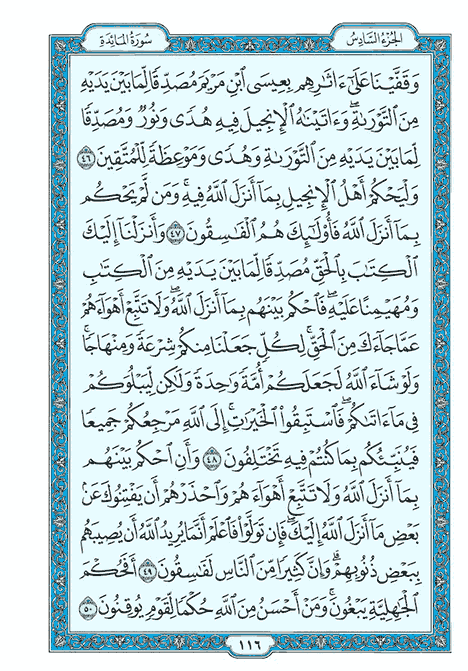 الجزء السادس
سورة المائدة
وَقَفَّيْنَا عَلَىٰٓ ءَاثَٰرِهِم بِعِيسَى ٱبْنِ مَرْيَمَ مُصَدِّقًا لِّمَا بَيْنَ يَدَيْهِ
مِنَ ٱلتَّوْرَىٰةِ ۖ وَءَاتَيْنَٰهُ ٱلْإِنجِيلَ فِيهِ هُدًى وَنُورٌ وَمُصَدِّقًا
لِّمَا بَيْنَ يَدَيْهِ مِنَ ٱلتَّوْرَىٰةِ وَهُدًى وَمَوْعِظَةً لِّلْمُتَّقِينَ ٤٦
وَلْيَحْكُمْ أَهْلُ ٱلْإِنجِيلِ بِمَآ أَنزَلَ ٱللَّهُ فِيهِ ۚ وَمَن لَّمْ يَحْكُم
بِمَآ أَنزَلَ ٱللَّهُ فَأُو۟لَٰٓئِكَ هُمُ ٱلْفَٰسِقُونَ ٤٧ وَأَنزَلْنَآ إِلَيْكَ
ٱلْكِتَٰبَ بِٱلْحَقِّ مُصَدِّقًا لِّمَا بَيْنَ يَدَيْهِ مِنَ ٱلْكِتَٰبِ
وَمُهَيْمِنًا عَلَيْهِ ۖ فَٱحْكُم بَيْنَهُم بِمَآ أَنزَلَ ٱللَّهُ ۖ وَلَا تَتَّبِعْ أَهْوَآءَهُمْ
عَمَّا جَآءَكَ مِنَ ٱلْحَقِّ ۚ لِكُلٍّ جَعَلْنَا مِنكُمْ شِرْعَةً وَمِنْهَاجًا ۚ
وَلَوْ شَآءَ ٱللَّهُ لَجَعَلَكُمْ أُمَّةً وَٰحِدَةً وَلَٰكِن لِّيَبْلُوَكُمْ
فِى مَآ ءَاتَىٰكُمْ ۖ فَٱسْتَبِقُوا۟ ٱلْخَيْرَٰتِ ۚ إِلَى ٱللَّهِ مَرْجِعُكُمْ جَمِيعًا
فَيُنَبِّئُكُم بِمَا كُنتُمْ فِيهِ تَخْتَلِفُونَ ٤٨ وَأَنِ ٱحْكُم بَيْنَهُم
بِمَآ أَنزَلَ ٱللَّهُ وَلَا تَتَّبِعْ أَهْوَآءَهُمْ وَٱحْذَرْهُمْ أَن يَفْتِنُوكَ عَنۢ
بَعْضِ مَآ أَنزَلَ ٱللَّهُ إِلَيْكَ ۖ فَإِن تَوَلَّوْا۟ فَٱعْلَمْ أَنَّمَا يُرِيدُ ٱللَّهُ أَن يُصِيبَهُم
بِبَعْضِ ذُنُوبِهِمْ ۗ وَإِنَّ كَثِيرًا مِّنَ ٱلنَّاسِ لَفَٰسِقُونَ ٤٩ أَفَحُكْمَ
ٱلْجَٰهِلِيَّةِ يَبْغُونَ ۚ وَمَنْ أَحْسَنُ مِنَ ٱللَّهِ حُكْمًا لِّقَوْمٍ يُوقِنُونَ ٥٠
١١٦